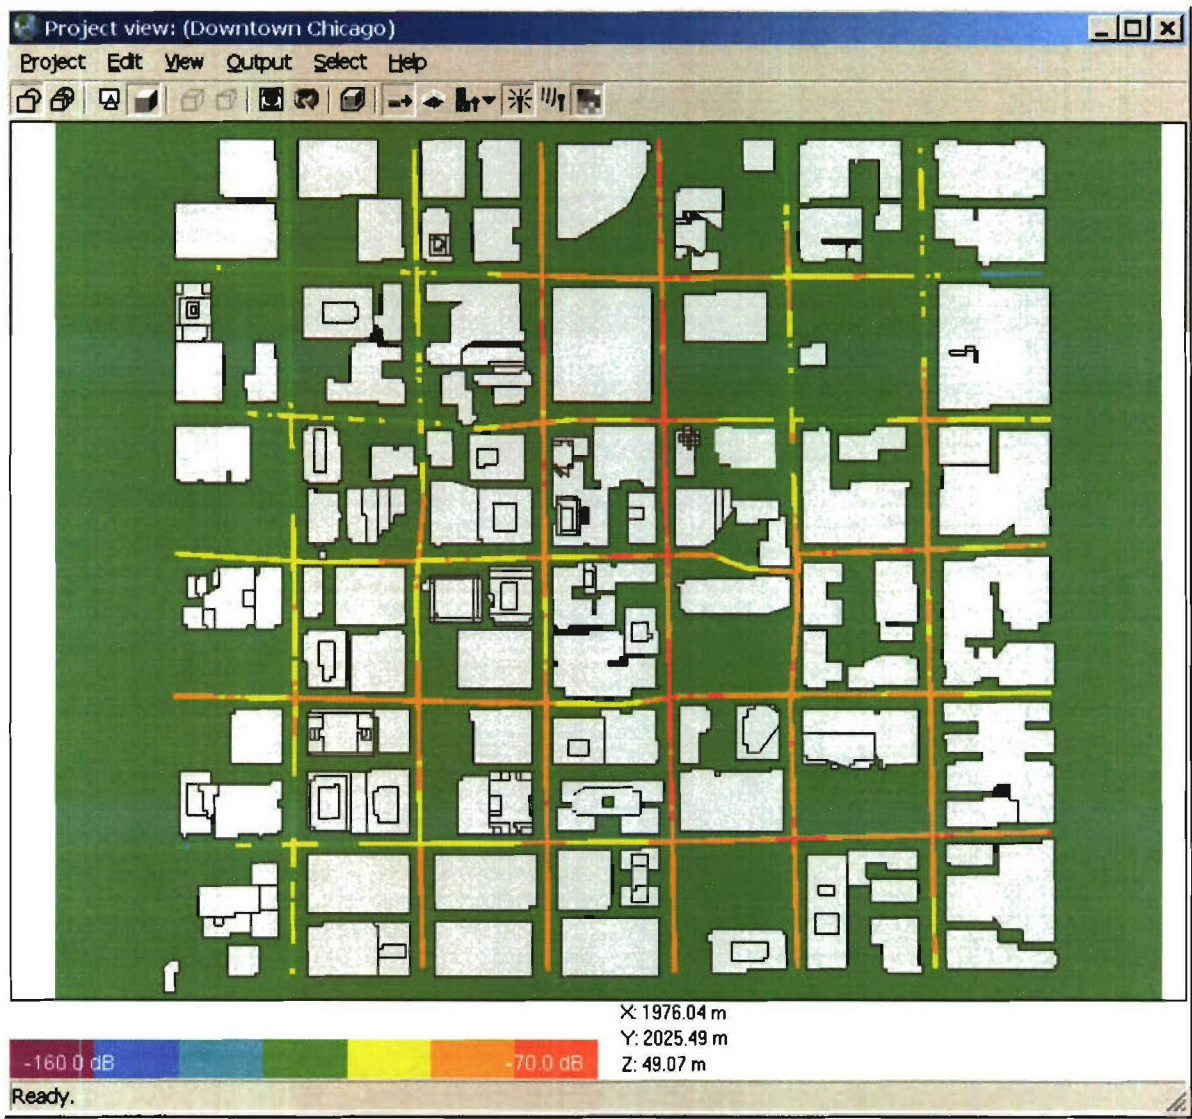 Project view: (Downtown Chicago)
Project Edit View Output Select Help
X: 1976.04 m
Y: 2025.49 m
-160.0 dB -70.0 dB Z: 49.07 m
Ready.